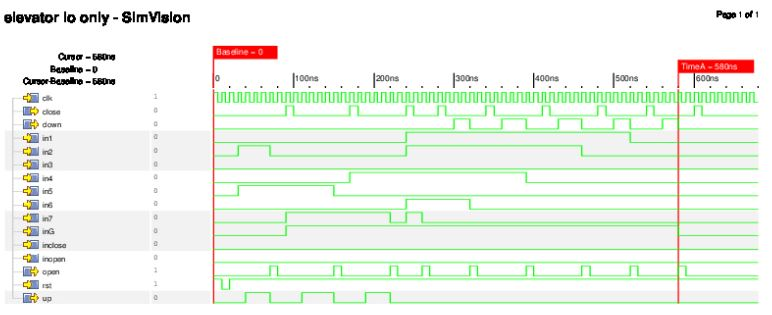 elevator io only - SimVision
Page 1 of 1
Cursor = 580ns
Baseline = 0
Cursor-Baseline = 580ns
Baseline = 0
TimeA = 580ns
0 100ns 200ns 300ns 400ns 500ns 600ns
clk 1
close 0
down 0
in1 0
in2 0
in3 0
in4 0
in5 0
in6 0
in7 0
inG 0
inclose 0
inopen 0
open 1
rst 1
up 0